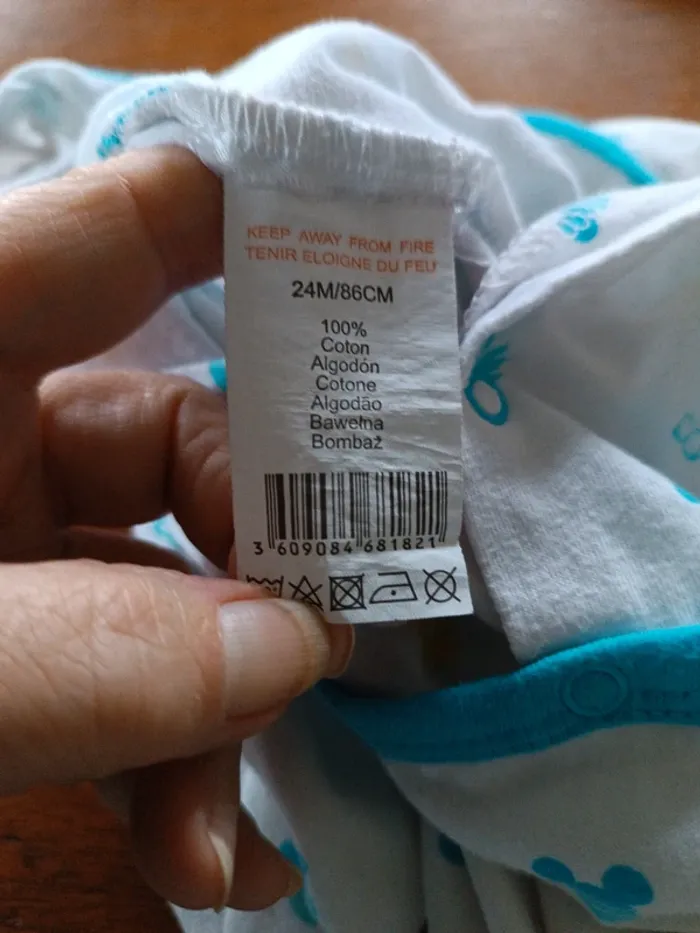 KEEP AWAY FROM FIRE
TENIR ELOIGNE DU FEU
24M/86CM
100%
Coton
Algodón
Cotone
Algodão
Bawełna
Bombaž
3 609084 681821